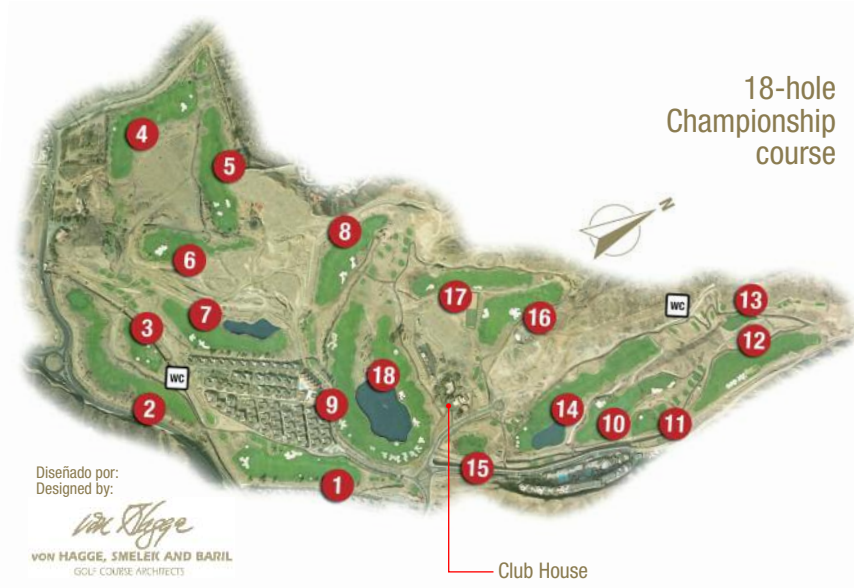 18-hole
Championship
course
N
4
5
8
6
17
13
WC
7
16
3
12
18
WC
2
9
14
10
11
15
1
Diseñado por:
Designed by:
von Hagge
VON HAGGE, SMELEK AND BARIL
GOLF COURSE ARCHITECTS
Club House